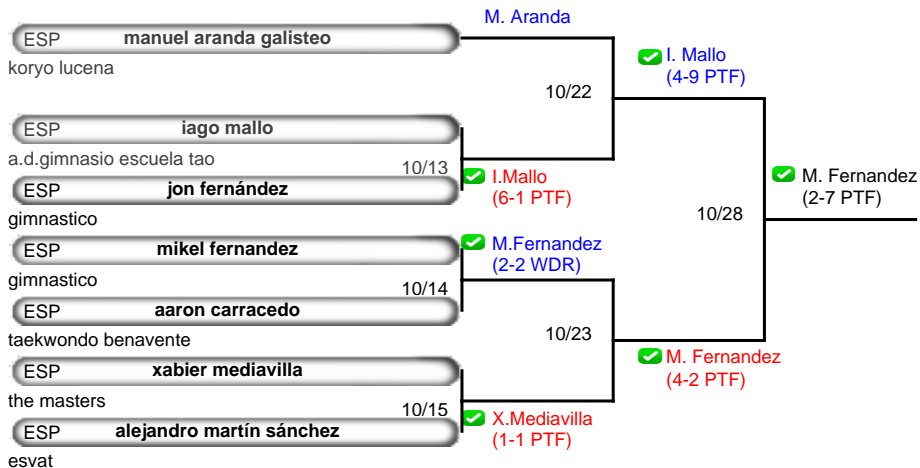 M. Aranda
ESP manuel aranda galisteo
koryo lucena
I. Mallo
(4-9 PTF)
10/22
ESP iago mallo
a.d.gimnasio escuela tao
10/13
I.Mallo
(6-1 PTF)
ESP jon fernández
gimnastico
M. Fernandez
(2-7 PTF)
10/28
ESP mikel fernandez
gimnastico
M.Fernandez
(2-2 WDR)
10/14
ESP aaron carracedo
taekwondo benavente
10/23
ESP xabier mediavilla
the masters
M. Fernandez
(4-2 PTF)
10/15
X.Mediavilla
(1-1 PTF)
ESP alejandro martín sánchez
esvat